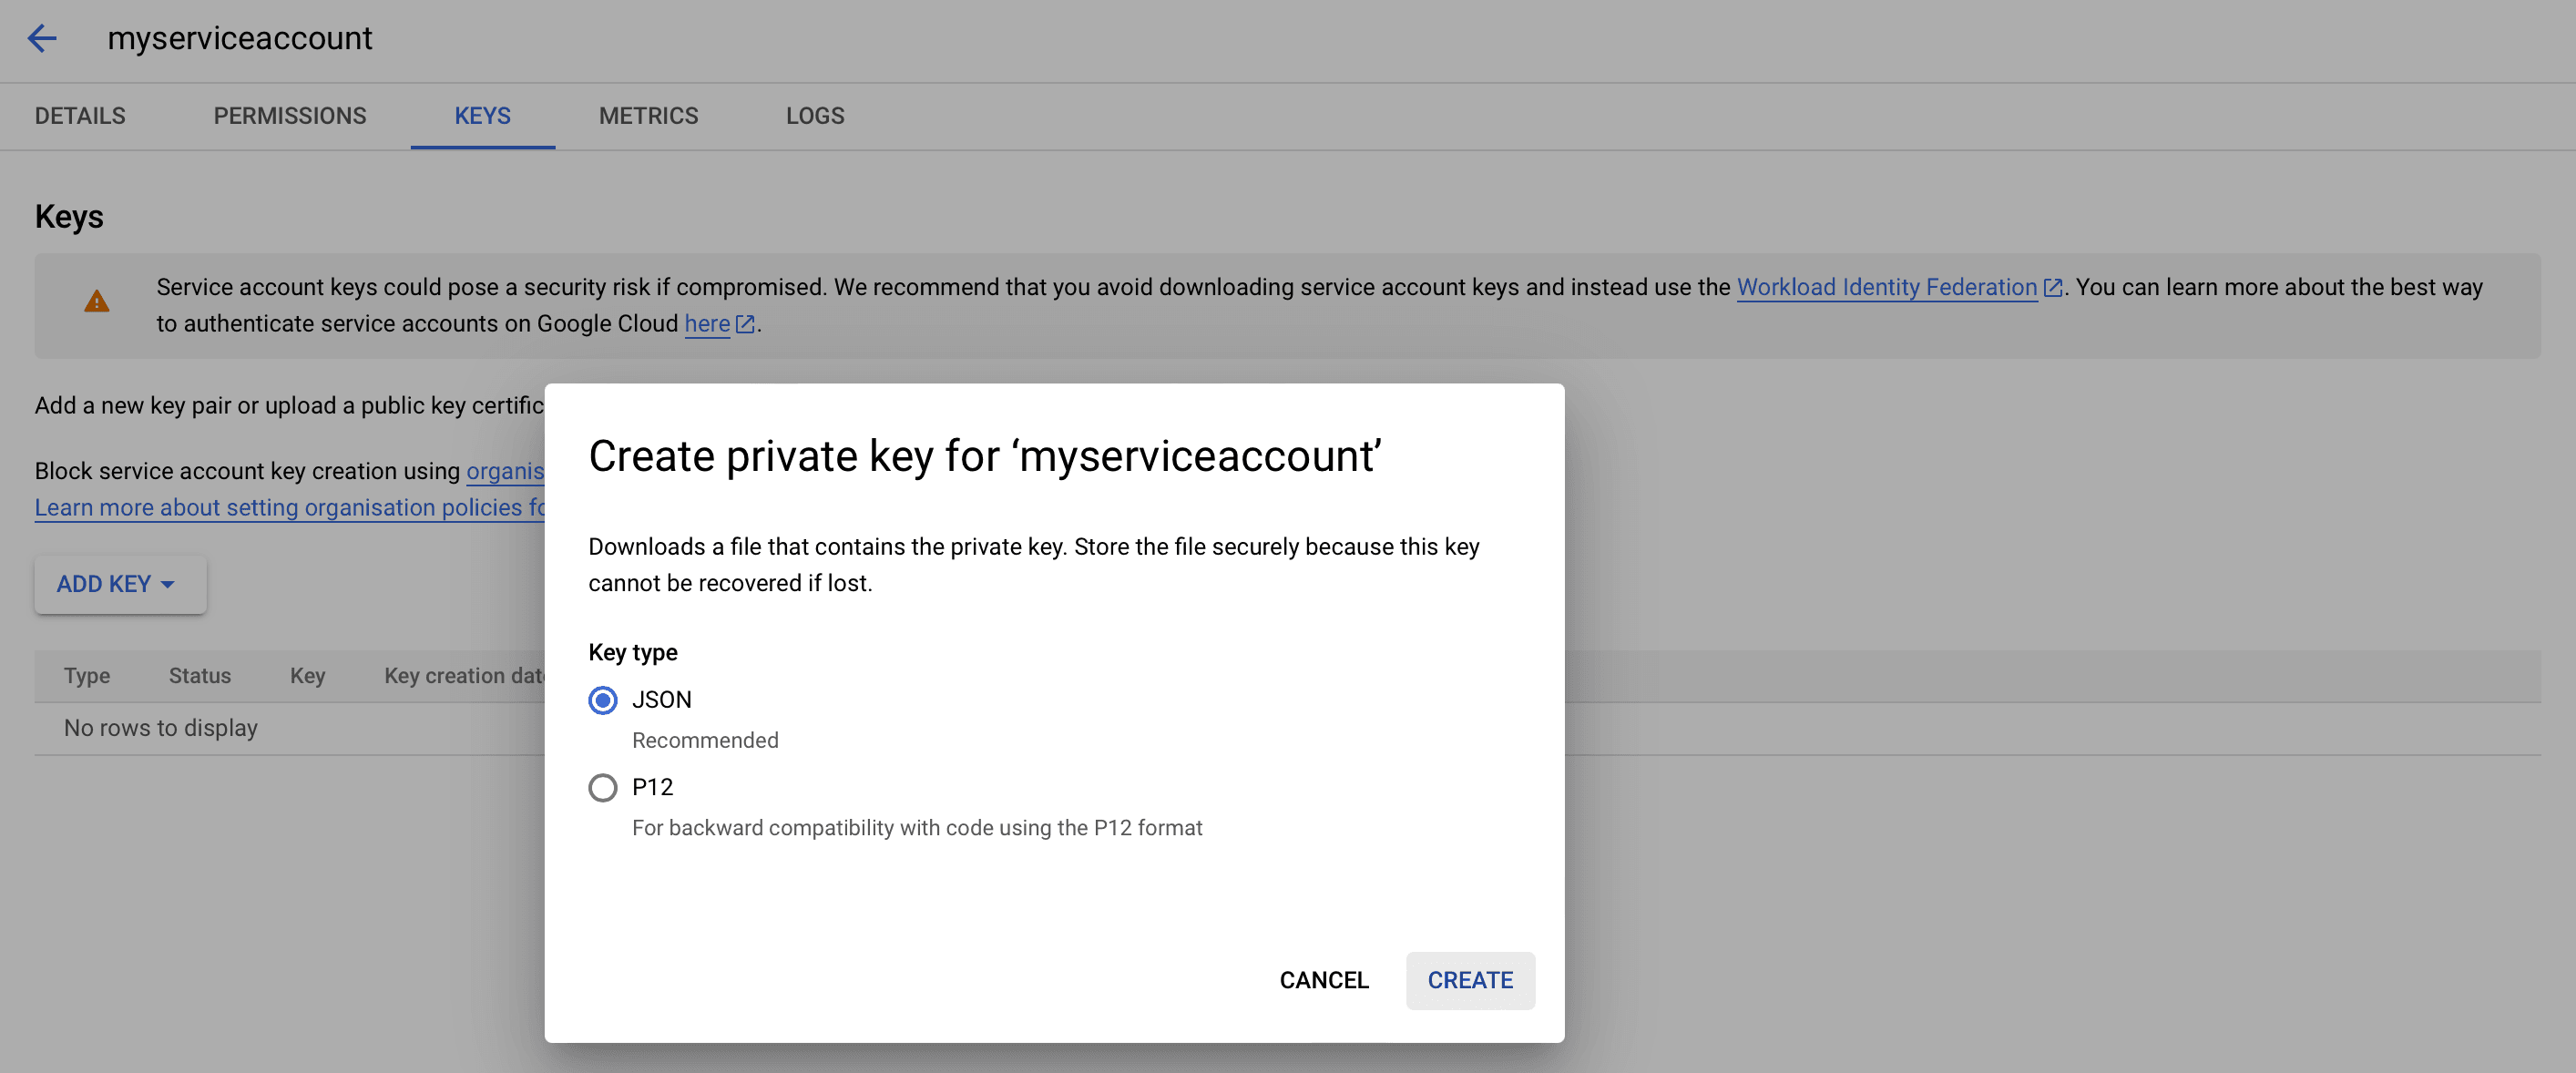 myserviceaccount
DETAILS PERMISSIONS KEYS METRICS LOGS
Keys
Service account keys could pose a security risk if compromised. We recommend that you avoid downloading service account keys and instead use the Workload Identity Federation. You can learn more about the best way
to authenticate service accounts on Google Cloud here.
Add a new key pair or upload a public key
Block service account key creation using
Learn more about setting organisation policies
ADD KEY
Type Status Key Key creation
No rows to display
Create private key for ‘myserviceaccount’
Downloads a file that contains the private key. Store the file securely because this key
cannot be recovered if lost.
Key type
JSON
Recommended
P12
For backward compatibility with code using the P12 format
CANCEL CREATE